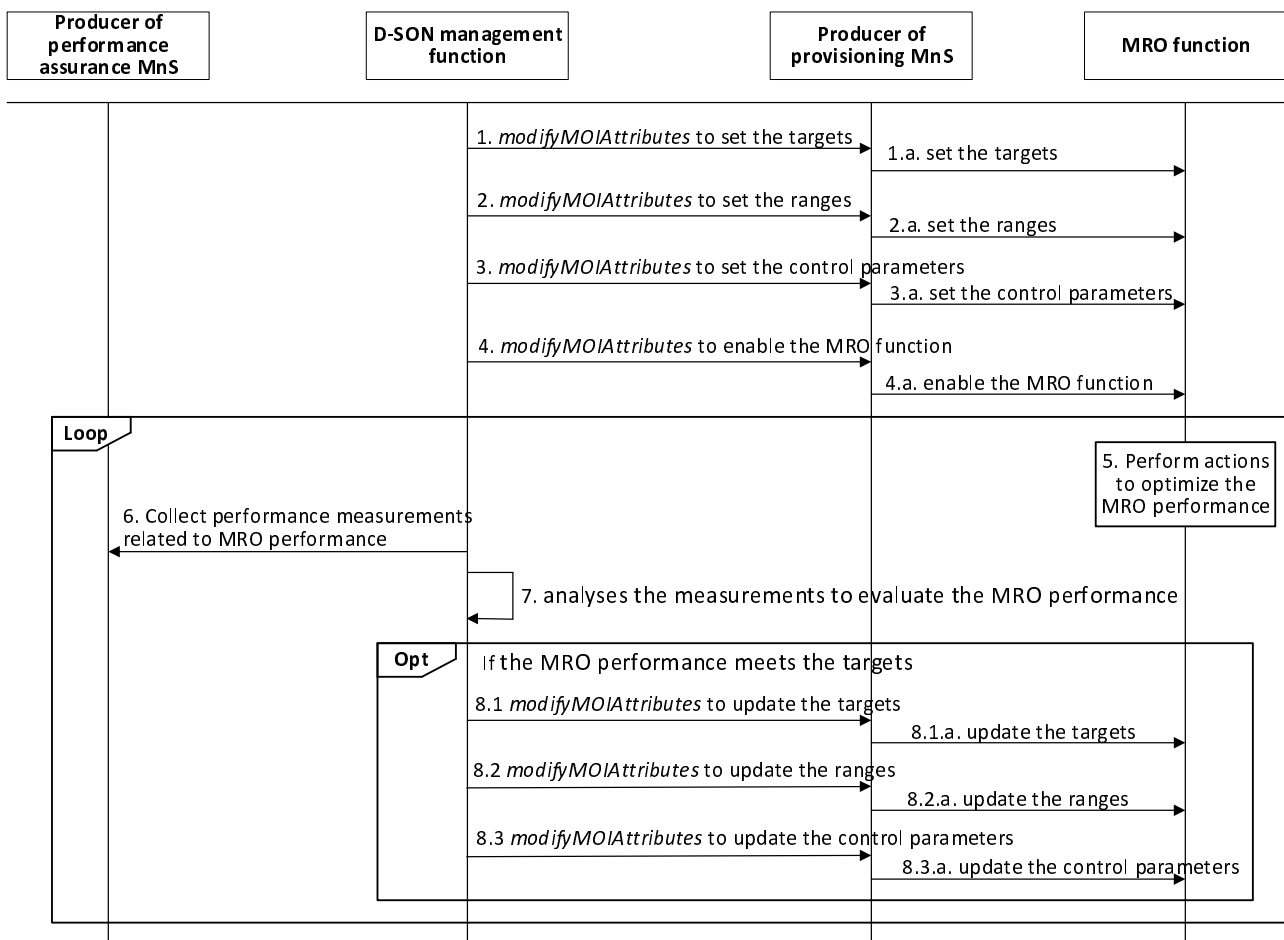 Producer of
performance
assurance MnS
D-SON management
function
Producer of
provisioning MnS
MRO function
1. modifyMOIAttributes to set the targets
1.a. set the targets
2. modifyMOIAttributes to set the ranges
2.a. set the ranges
3. modifyMOIAttributes to set the control parameters
3.a. set the control parameters
4. modifyMOIAttributes to enable the MRO function
4.a. enable the MRO function
Loop
5. Perform actions
to optimize the
MRO performance
6. Collect performance measurements
related to MRO performance
7. analyses the measurements to evaluate the MRO performance
Opt
If the MRO performance meets the targets
8.1 modifyMOIAttributes to update the targets
8.1.a. update the targets
8.2 modifyMOIAttributes to update the ranges
8.2.a. update the ranges
8.3 modifyMOIAttributes to update the control parameters
8.3.a. update the control parameters